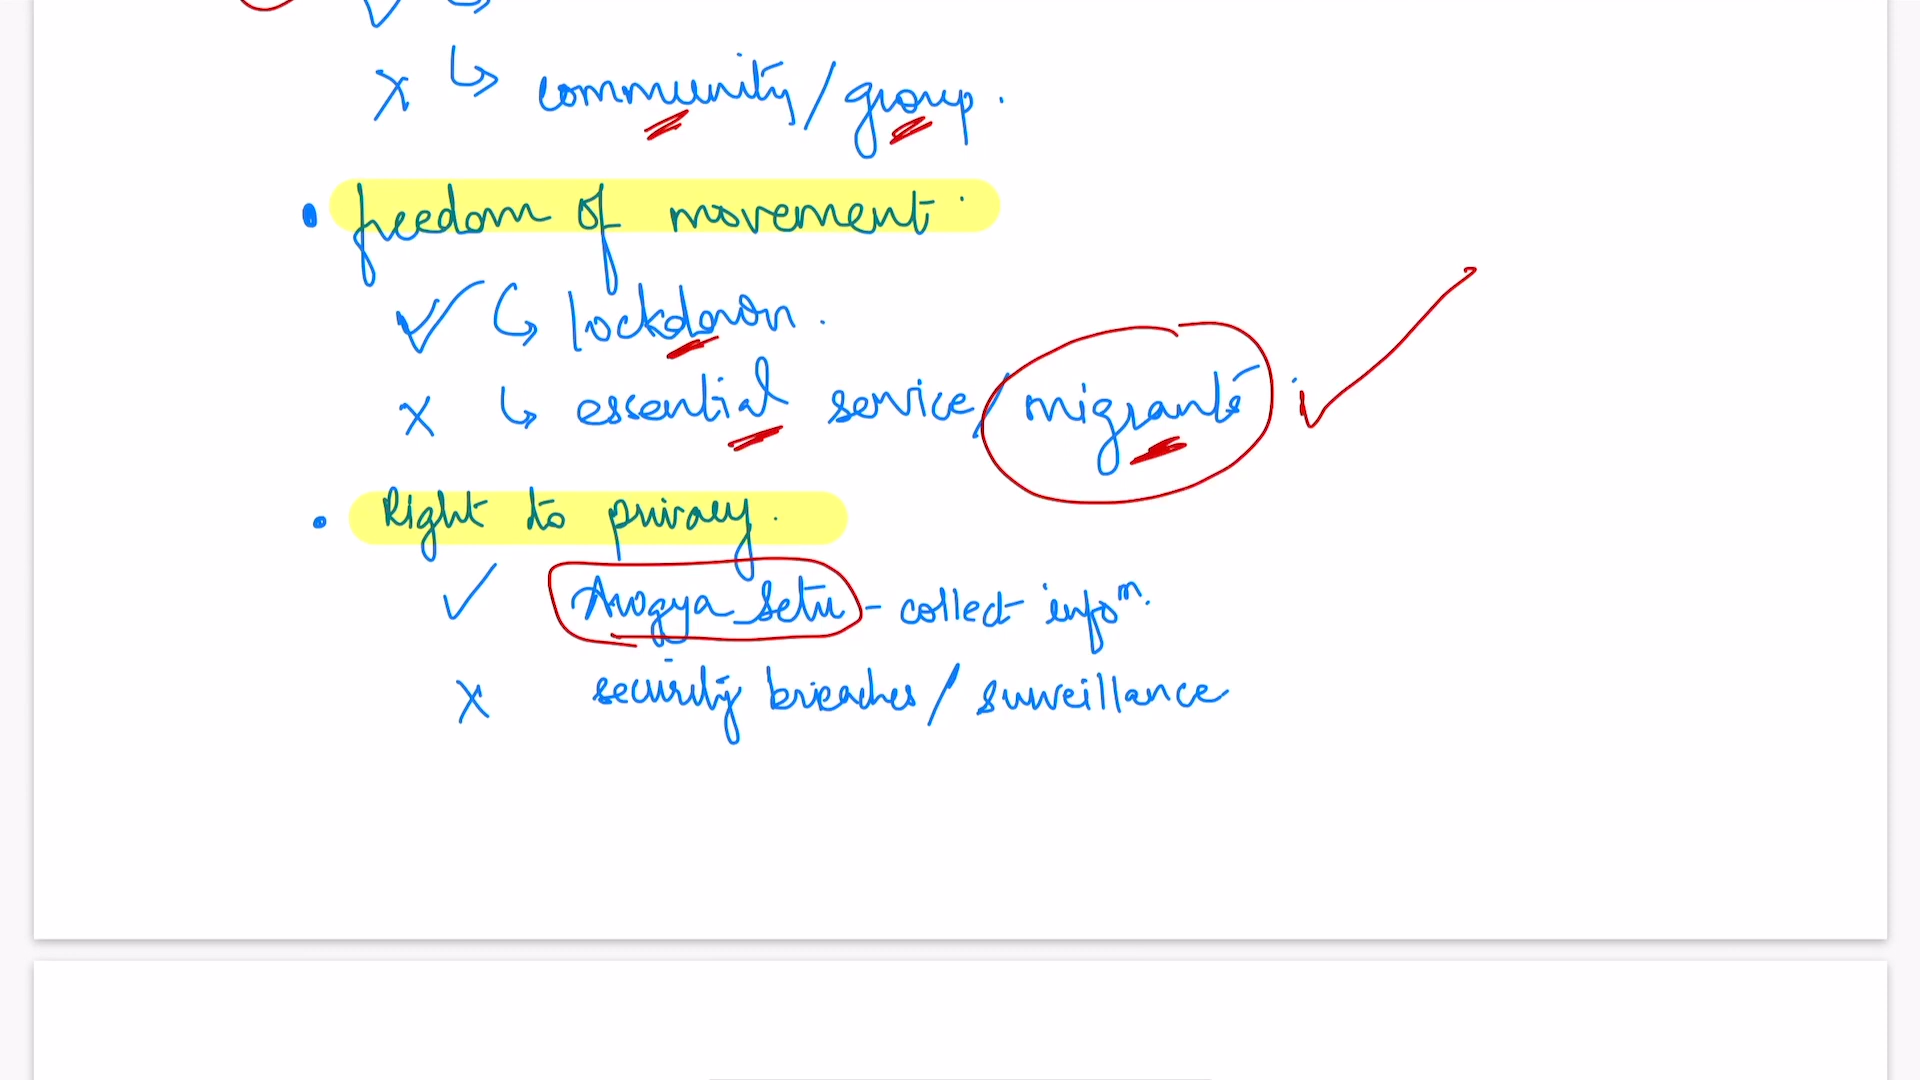 x ↳ community/group.
• freedom of movement.
✓ ↳ lockdown.
x ↳ essential service/migrants
• Right to privacy.
✓ Arogya Setu - collect infoⁿ.
x security breaches/surveillance